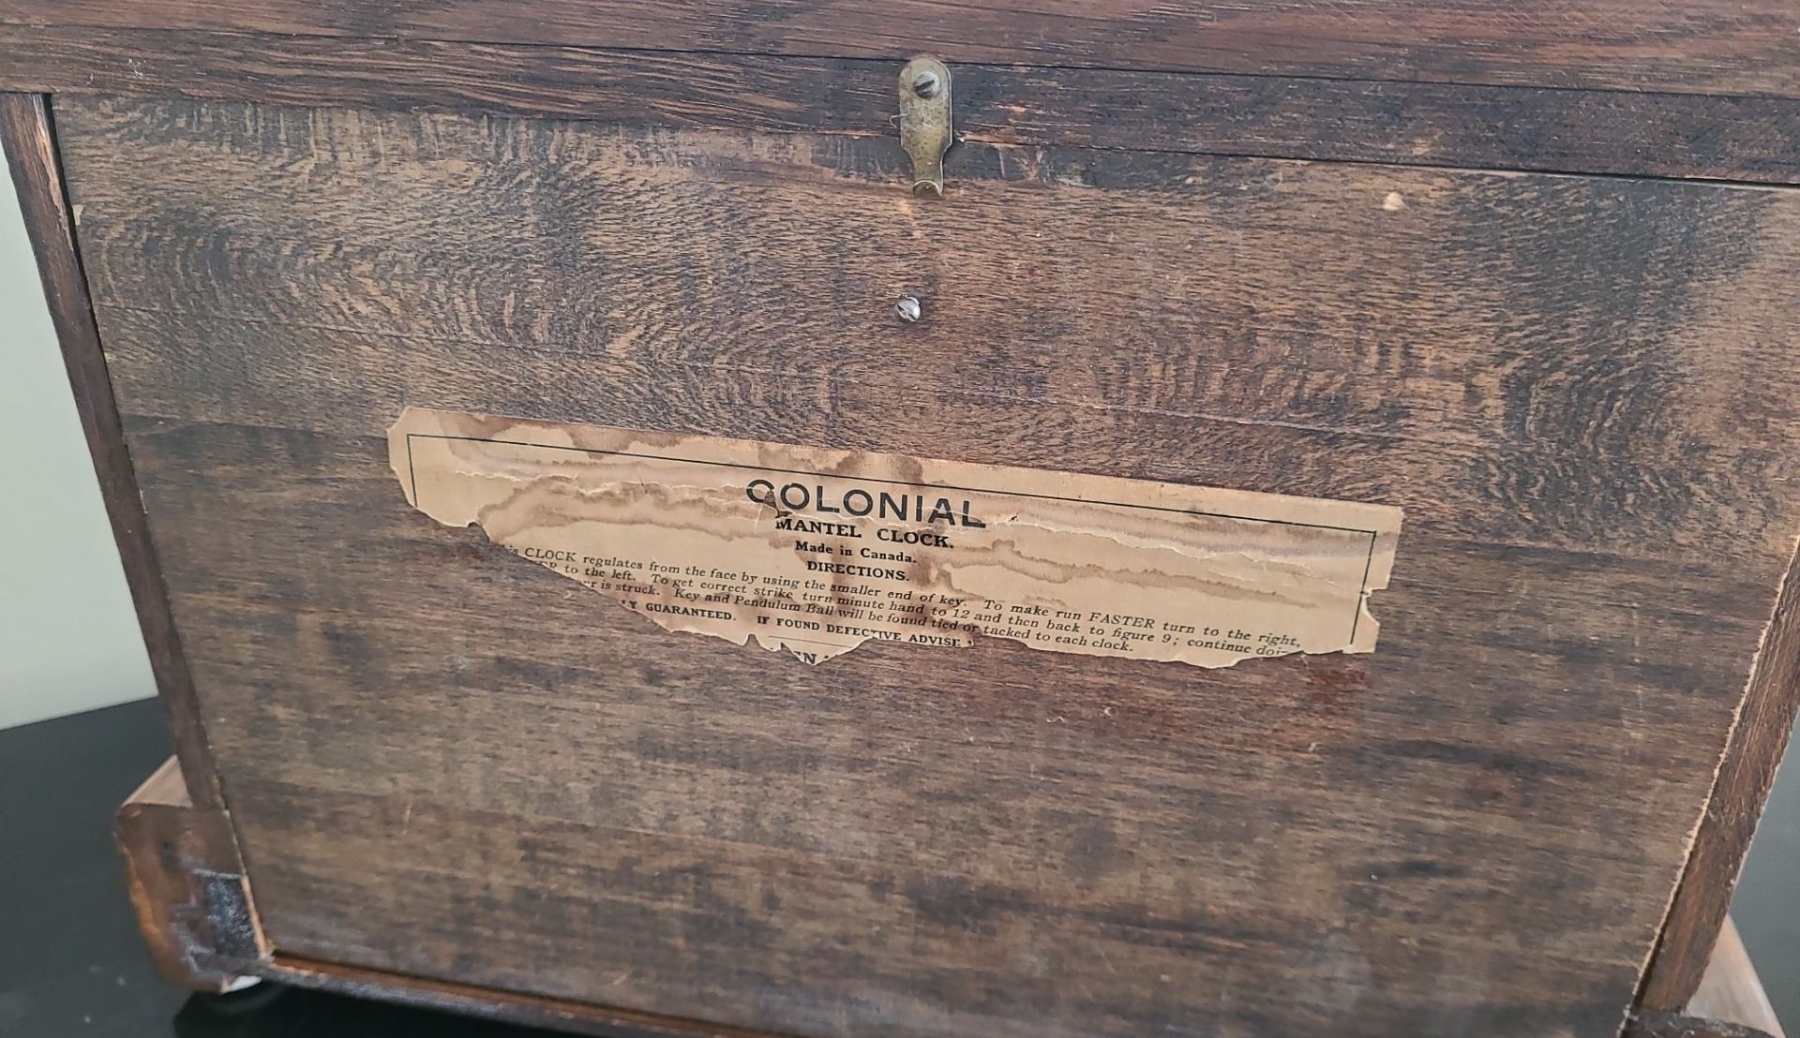 COLONIAL
MANTEL CLOCK.
Made in Canada.
DIRECTIONS.
CLOCK regulates from the face by using the smaller end of key. To make run FASTER turn to the right,
to the left. To get correct strike turn minute hand to 12 and then back to figure 9; continue
is struck. Key and Pendulum Ball will be found tied or tacked to each clock.
GUARANTEED. IF FOUND DEFECTIVE ADVISE